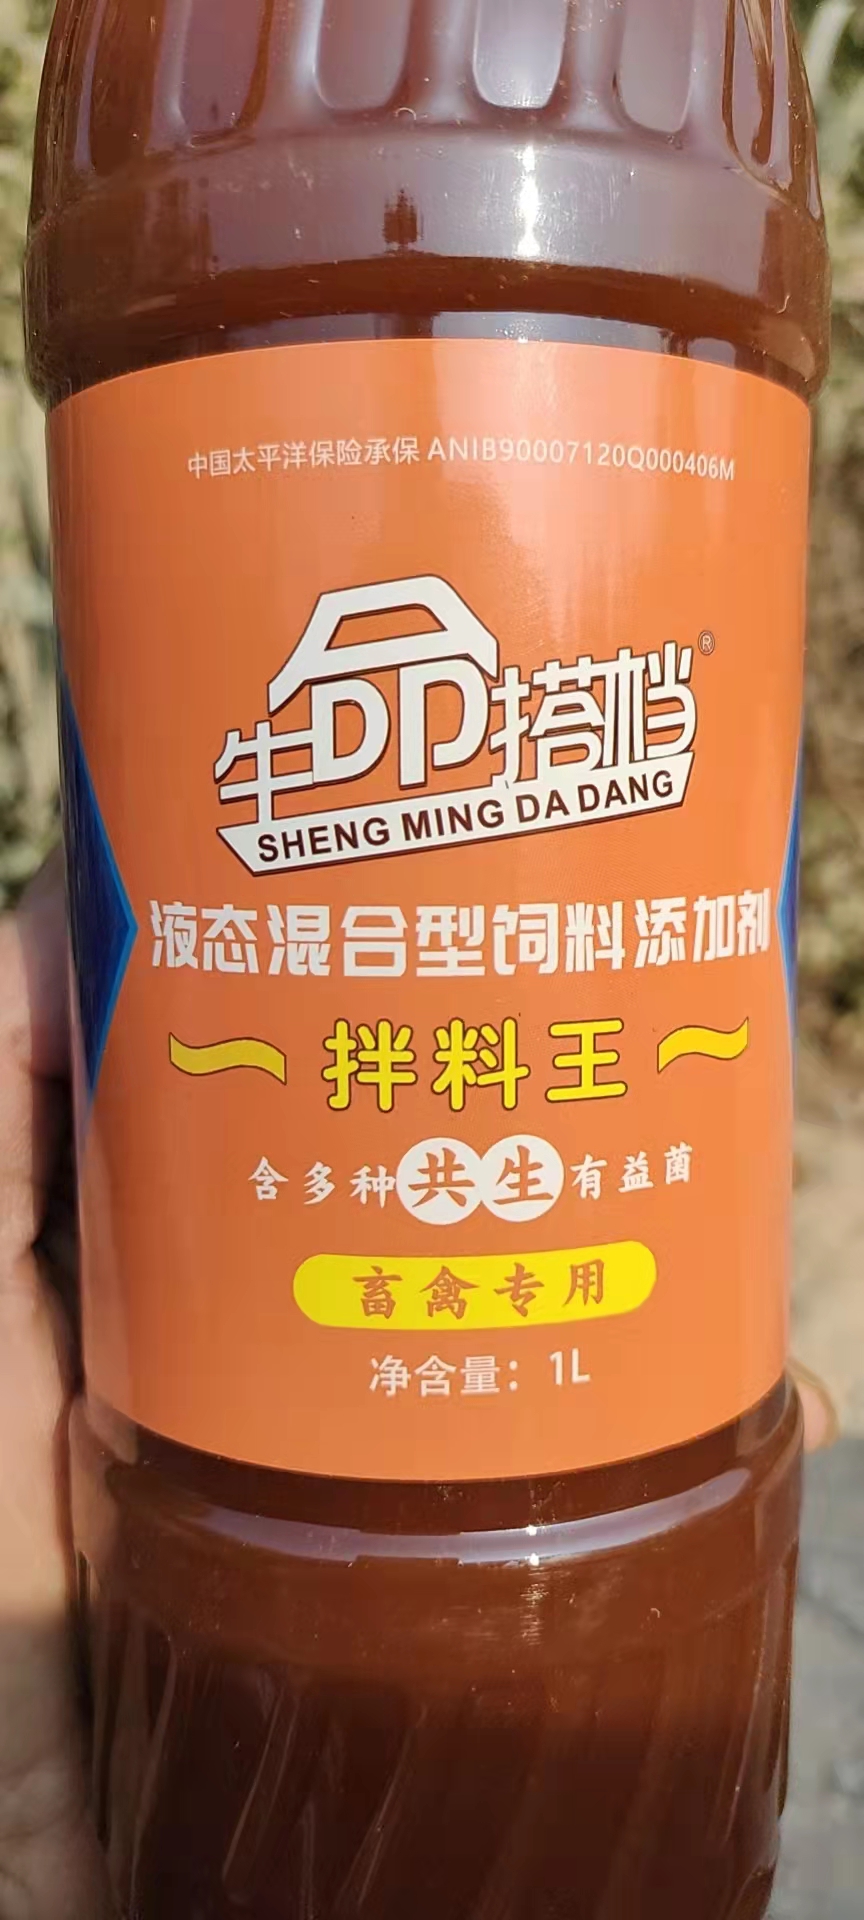 中国太平洋保险承保 ANIB90007120Q000406M
生命搭档®
SHENG MING DA DANG
液态混合型饲料添加剂
拌料王
含多种共生有益菌
畜禽专用
净含量：1L